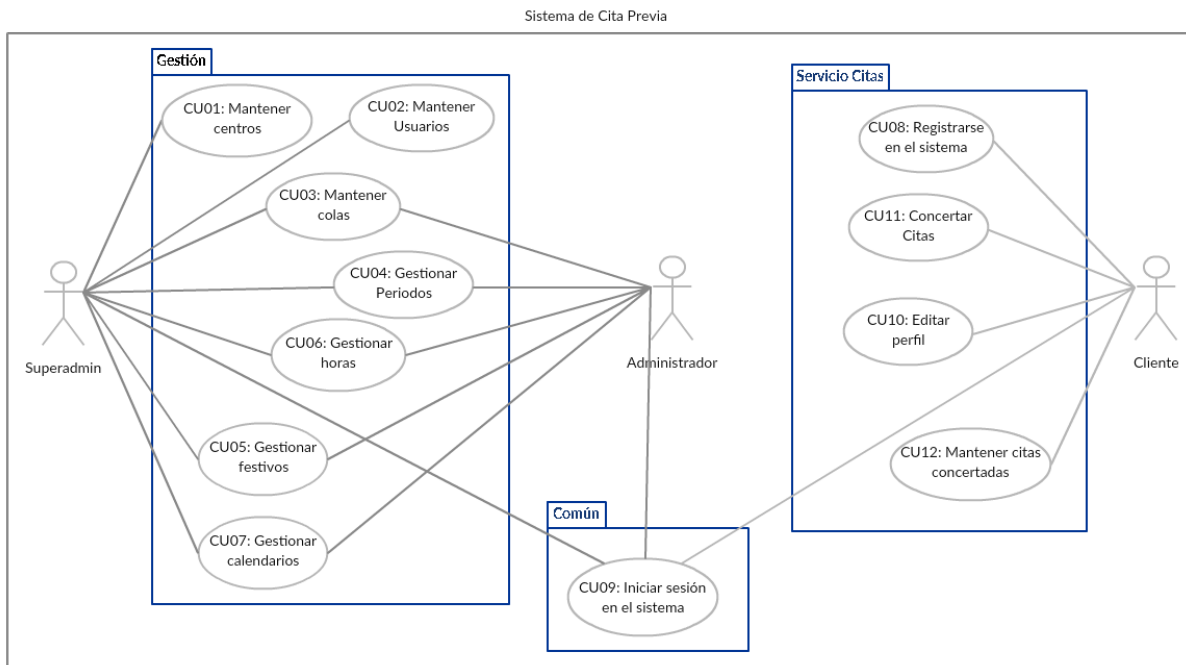 Sistema de Cita Previa
Gestión
CU01: Mantener
centros
CU02: Mantener
Usuarios
CU03: Mantener
colas
CU04: Gestionar
Periodos
CU06: Gestionar
horas
CU05: Gestionar
festivos
CU07: Gestionar
calendarios
Superadmin
Administrador
Común
CU09: Iniciar sesión
en el sistema
Servicio Citas
CU08: Registrarse
en el sistema
CU11: Concertar
Citas
CU10: Editar
perfil
CU12: Mantener citas
concertadas
Cliente